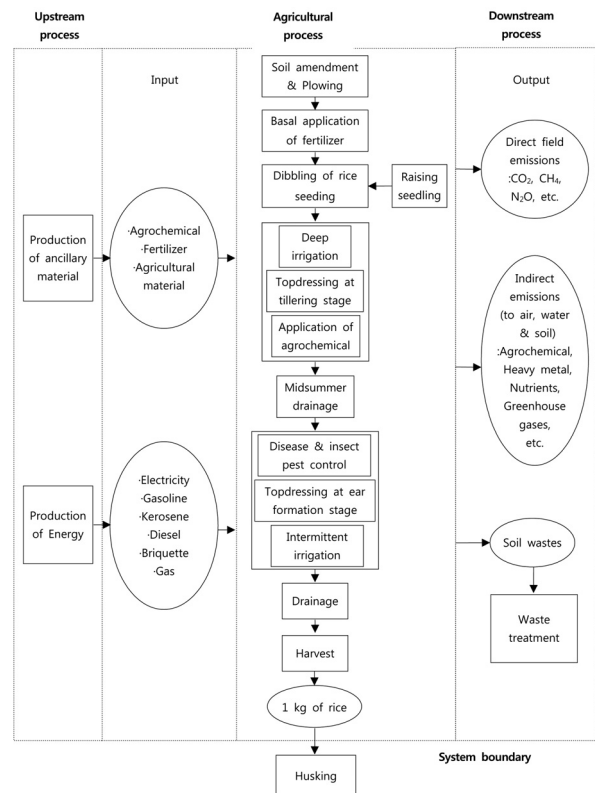 Upstream
process
Agricultural
process
Downstream
process
Input
Output
Soil amendment
& Plowing
Basal application
of fertilizer
Dibbling of rice
seeding
Raising
seedling
Direct field
emissions
:CO₂, CH₄,
N₂O, etc.
Production
of ancillary
material
·Agrochemical
·Fertilizer
·Agricultural
material
Deep
irrigation
Topdressing at
tillering stage
Application of
agrochemical
Indirect
emissions
(to air, water
& soil)
:Agrochemical,
Heavy metal,
Nutrients,
Greenhouse
gases,
etc.
Midsummer
drainage
Disease & insect
pest control
Topdressing at ear
formation stage
Intermittent
irrigation
Production
of Energy
·Electricity
·Gasoline
·Kerosene
·Diesel
·Briquette
·Gas
Soil wastes
Waste
treatment
Drainage
Harvest
1 kg of rice
System boundary
Husking